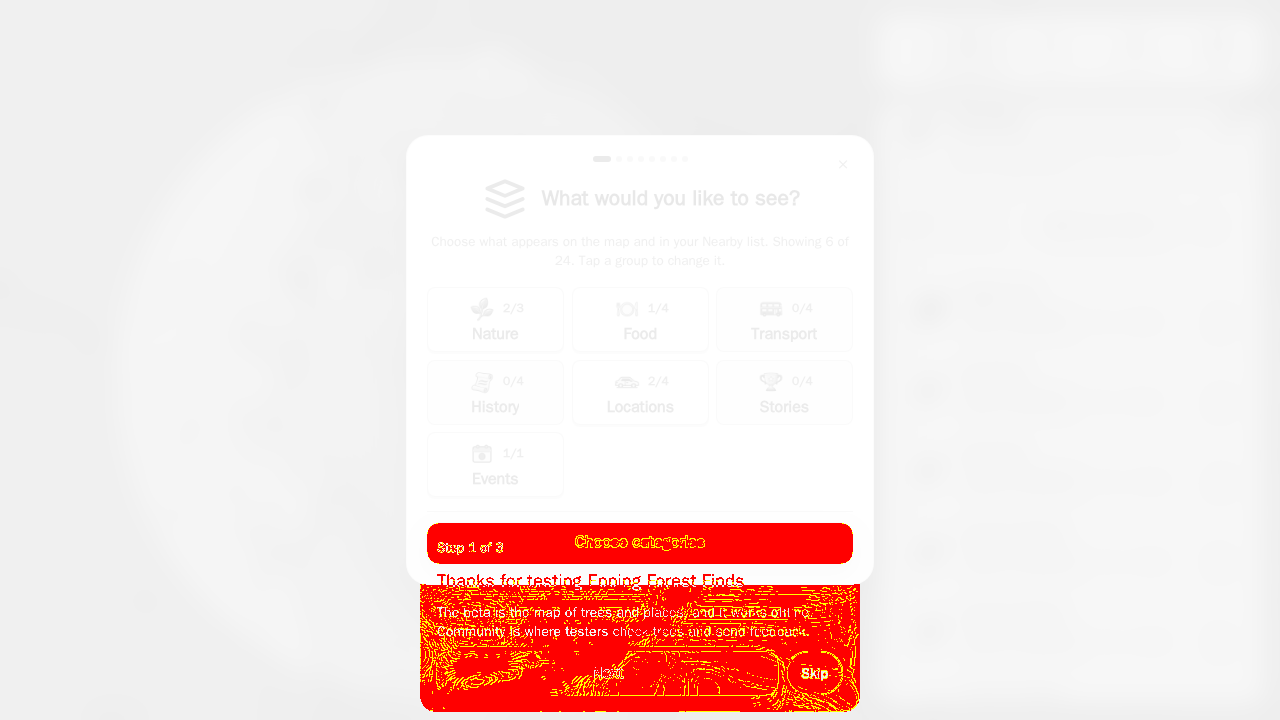 What would you like to see?
Choose what appears on the map and in your Nearby list. Showing 6 of
24. Tap a group to change it.
2/3
Nature
1/4
Food
0/4
Transport
0/4
History
2/4
Locations
0/4
Stories
1/1
Events
Choose categories
Step 1 of 3
Thanks for testing Epping Forest Finds
The beta is the map of trees and places, and it works
Community is where testers check trees and send feedback.
Next
Skip